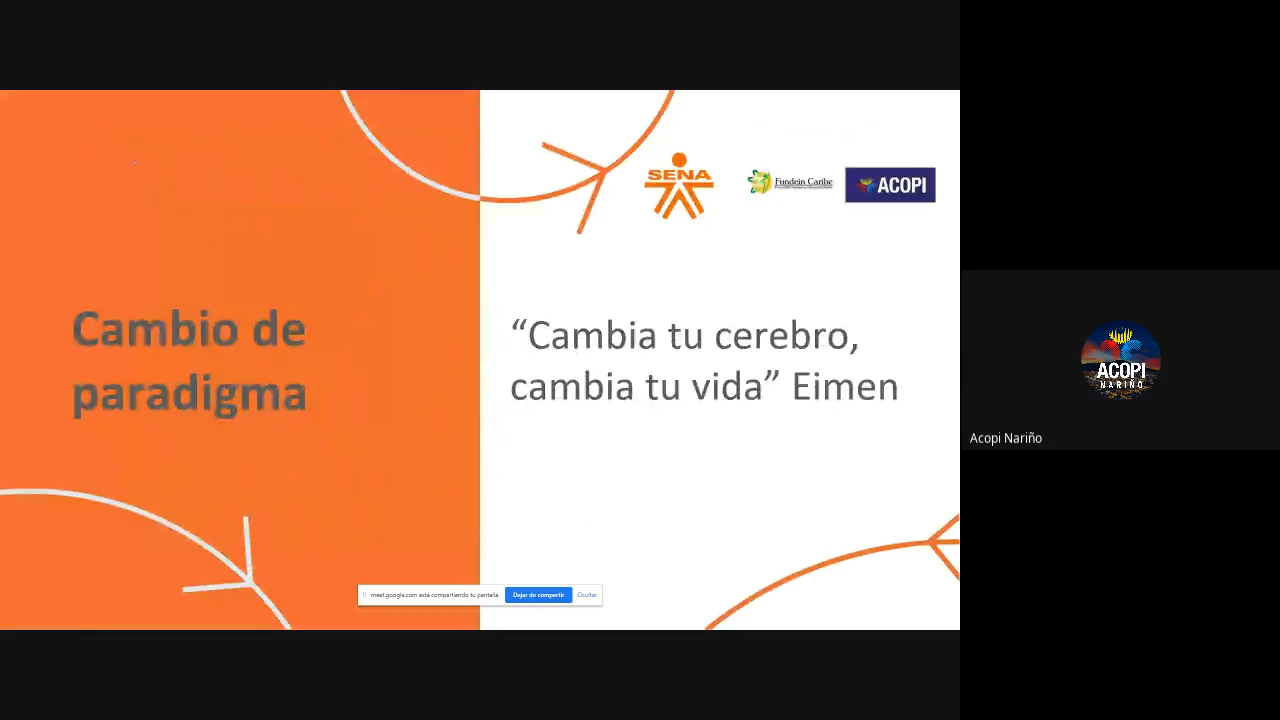 SENA
Fundein Caribe
ACOPI
Cambio de
paradigma
“Cambia tu cerebro,
cambia tu vida” Eimen
meet.google.com está compartiendo tu pantalla.
Dejar de compartir
Ocultar
ACOPI
NARIÑO
Acopi Nariño